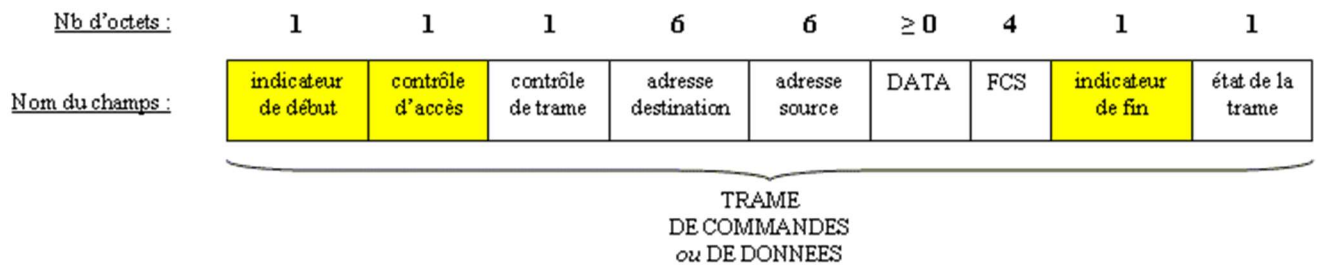 Nb d'octets : 1 1 1 6 6 ≥ 0 4 1 1
Nom du champs :
indicateur de début
contrôle d'accès
contrôle de trame
adresse destination
adresse source
DATA
FCS
indicateur de fin
état de la trame
TRAME
DE COMMANDES
ou DE DONNEES